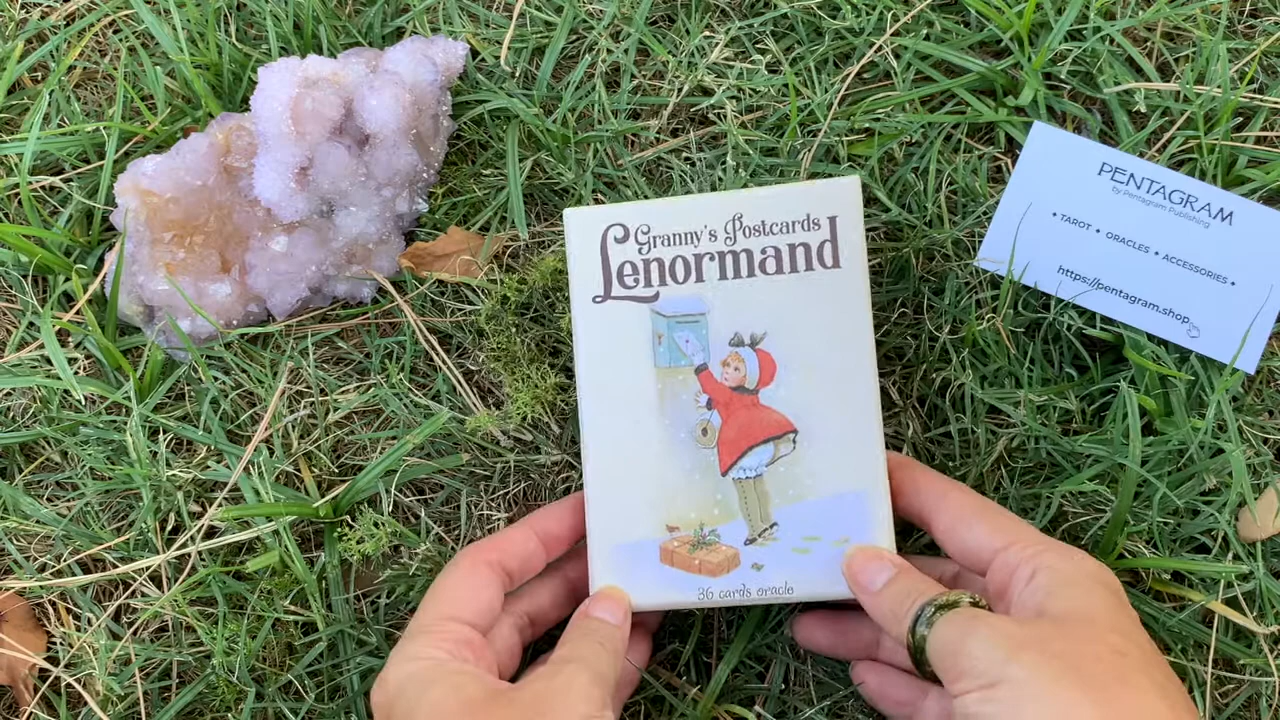 Granny's Postcards
Lenormand
36 cards oracle
PENTAGRAM
by Pentagram Publishing
✦ TAROT ✦ ORACLES ✦ ACCESSORIES ✦
https://pentagram.shop